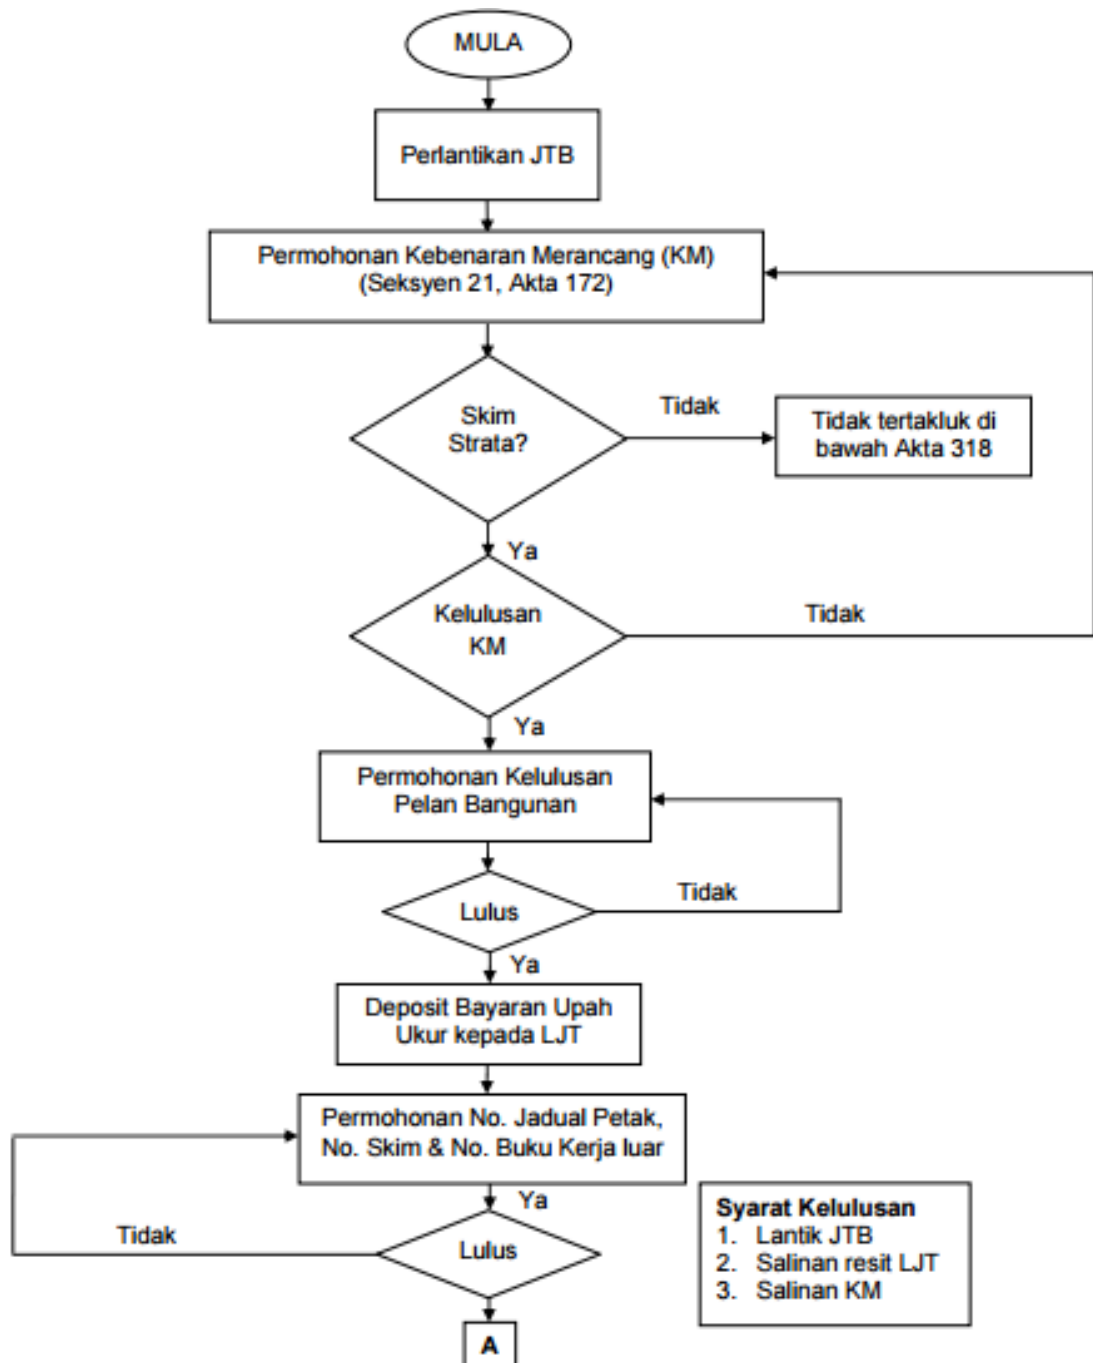 MULA
Perlantikan JTB
Permohonan Kebenaran Merancang (KM)
(Seksyen 21, Akta 172)
Skim
Strata?
Tidak
Tidak tertakluk di
bawah Akta 318
Ya
Kelulusan
KM
Tidak
Ya
Permohonan Kelulusan
Pelan Bangunan
Lulus
Tidak
Ya
Deposit Bayaran Upah
Ukur kepada LJT
Permohonan No. Jadual Petak,
No. Skim & No. Buku Kerja luar
Ya
Tidak
Lulus
Syarat Kelulusan
1. Lantik JTB
2. Salinan resit LJT
3. Salinan KM
A